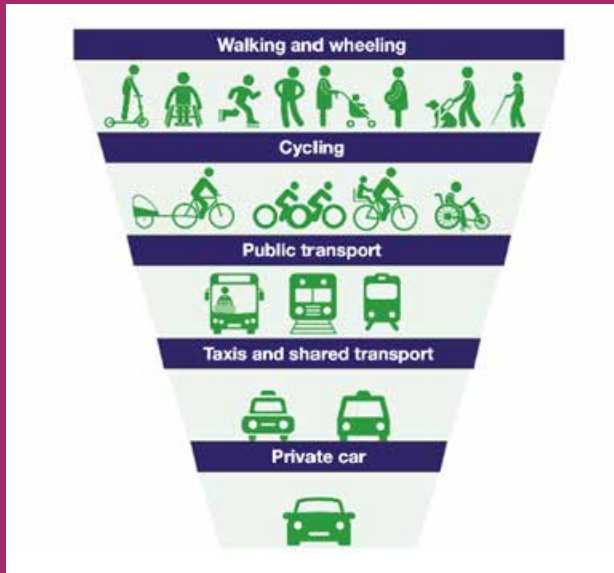 Walking and wheeling
Cycling
Public transport
Taxis and shared transport
Private car